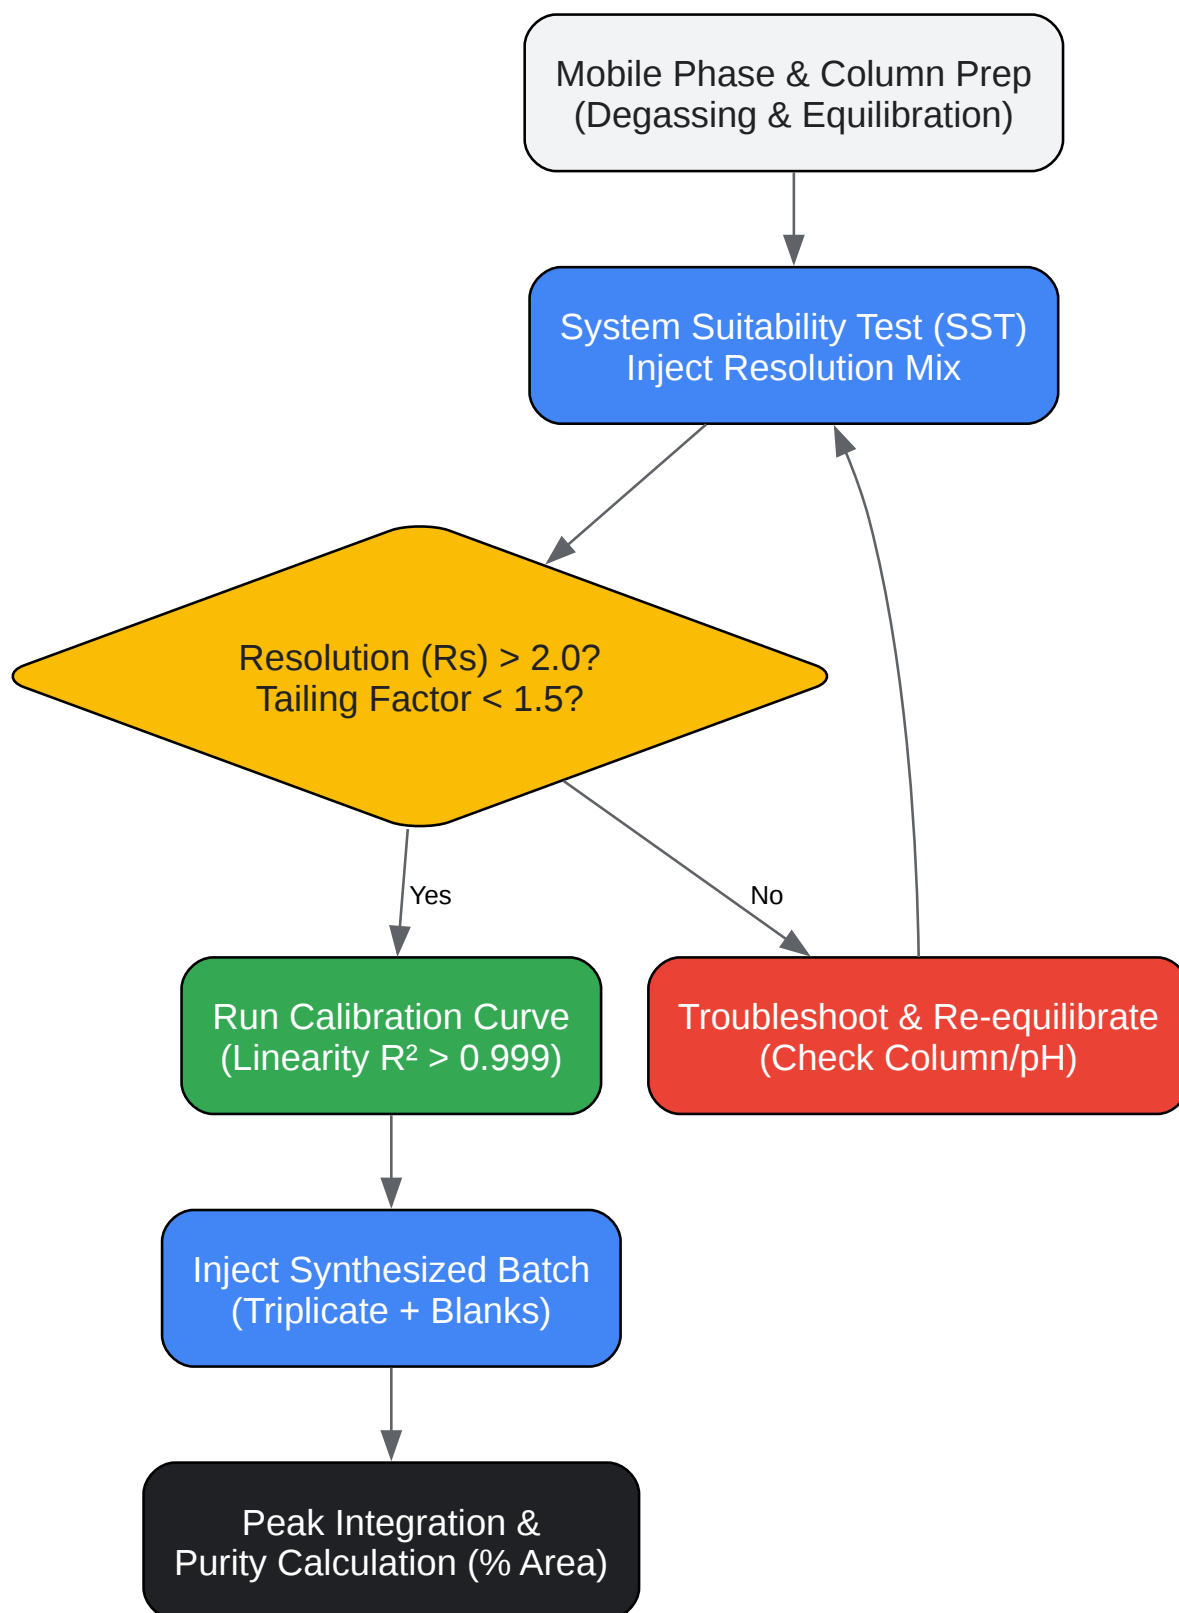 Mobile Phase & Column Prep
(Degassing & Equilibration)
System Suitability Test (SST)
Inject Resolution Mix
Resolution (Rs) > 2.0?
Tailing Factor < 1.5?
Yes
No
Run Calibration Curve
(Linearity R² > 0.999)
Troubleshoot & Re-equilibrate
(Check Column/pH)
Inject Synthesized Batch
(Triplicate + Blanks)
Peak Integration &
Purity Calculation (% Area)